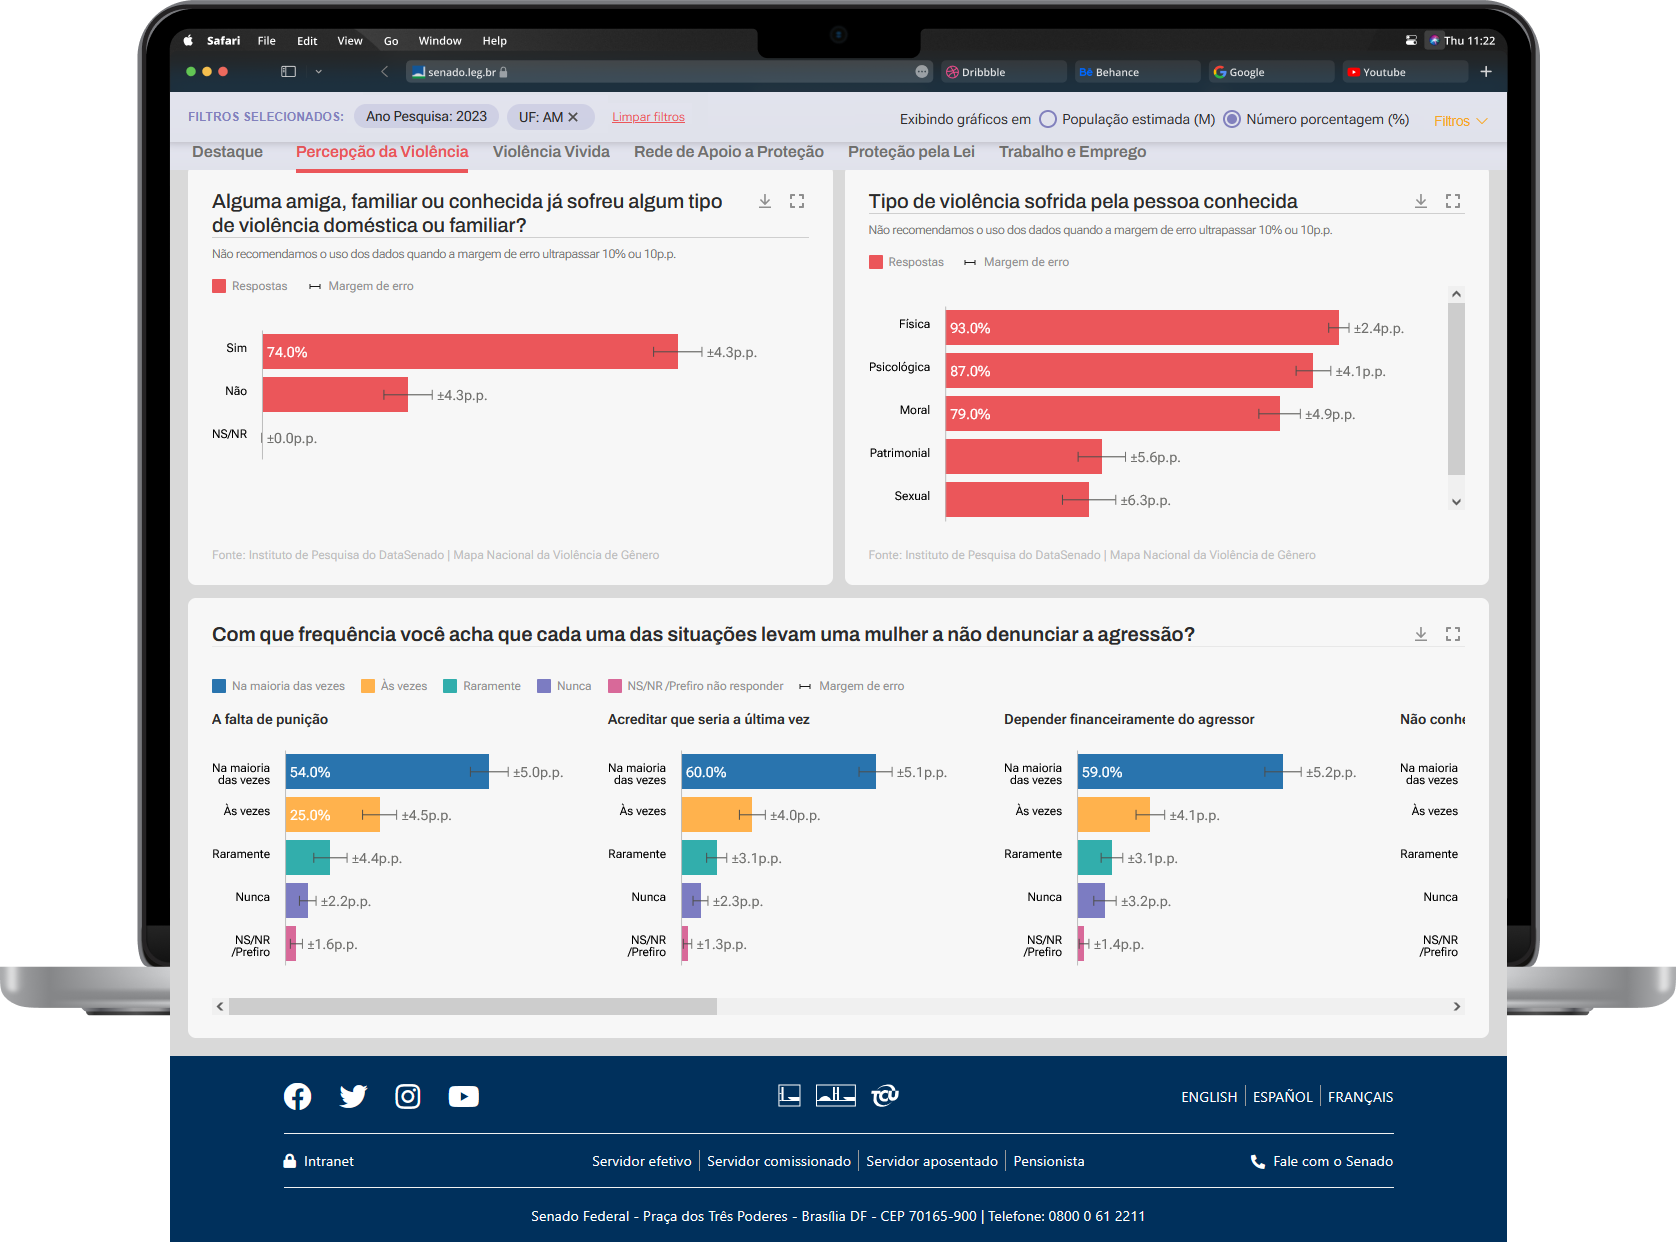 Safari File Edit View Go Window Help Thu 11:22
senado.leg.br Dribbble Behance Google Youtube
FILTROS SELECIONADOS: Ano Pesquisa: 2023 UF: AM ✕ Limpar filtros Exibindo gráficos em População estimada (M) Número porcentagem (%) Filtros
Destaque Percepção da Violência Violência Vivida Rede de Apoio a Proteção Proteção pela Lei Trabalho e Emprego
Alguma amiga, familiar ou conhecida já sofreu algum tipo
de violência doméstica ou familiar?
Não recomendamos o uso dos dados quando a margem de erro ultrapassar 10% ou 10p.p.
Respostas Margem de erro
Sim 74.0% ±4.3p.p.
Não ±4.3p.p.
NS/NR ±0.0p.p.
Fonte: Instituto de Pesquisa do DataSenado | Mapa Nacional da Violência de Gênero
Tipo de violência sofrida pela pessoa conhecida
Não recomendamos o uso dos dados quando a margem de erro ultrapassar 10% ou 10p.p.
Respostas Margem de erro
Física 93.0% ±2.4p.p.
Psicológica 87.0% ±4.1p.p.
Moral 79.0% ±4.9p.p.
Patrimonial ±5.6p.p.
Sexual ±6.3p.p.
Fonte: Instituto de Pesquisa do DataSenado | Mapa Nacional da Violência de Gênero
Com que frequência você acha que cada uma das situações levam uma mulher a não denunciar a agressão?
Na maioria das vezes Às vezes Raramente Nunca NS/NR /Prefiro não responder Margem de erro
A falta de punição
Na maioria
das vezes 54.0% ±5.0p.p.
Às vezes 25.0% ±4.5p.p.
Raramente ±4.4p.p.
Nunca ±2.2p.p.
NS/NR
/Prefiro ±1.6p.p.
Acreditar que seria a última vez
Na maioria
das vezes 60.0% ±5.1p.p.
Às vezes ±4.0p.p.
Raramente ±3.1p.p.
Nunca ±2.3p.p.
NS/NR
/Prefiro ±1.3p.p.
Depender financeiramente do agressor
Na maioria
das vezes 59.0% ±5.2p.p.
Às vezes ±4.1p.p.
Raramente ±3.1p.p.
Nunca ±3.2p.p.
NS/NR
/Prefiro ±1.4p.p.
Não conhe
Na maioria
das vezes
Às vezes
Raramente
Nunca
NS/NR
/Prefiro
TCU
ENGLISH ESPAÑOL FRANÇAIS
Intranet Servidor efetivo Servidor comissionado Servidor aposentado Pensionista Fale com o Senado
Senado Federal - Praça dos Três Poderes - Brasília DF - CEP 70165-900 | Telefone: 0800 0 61 2211